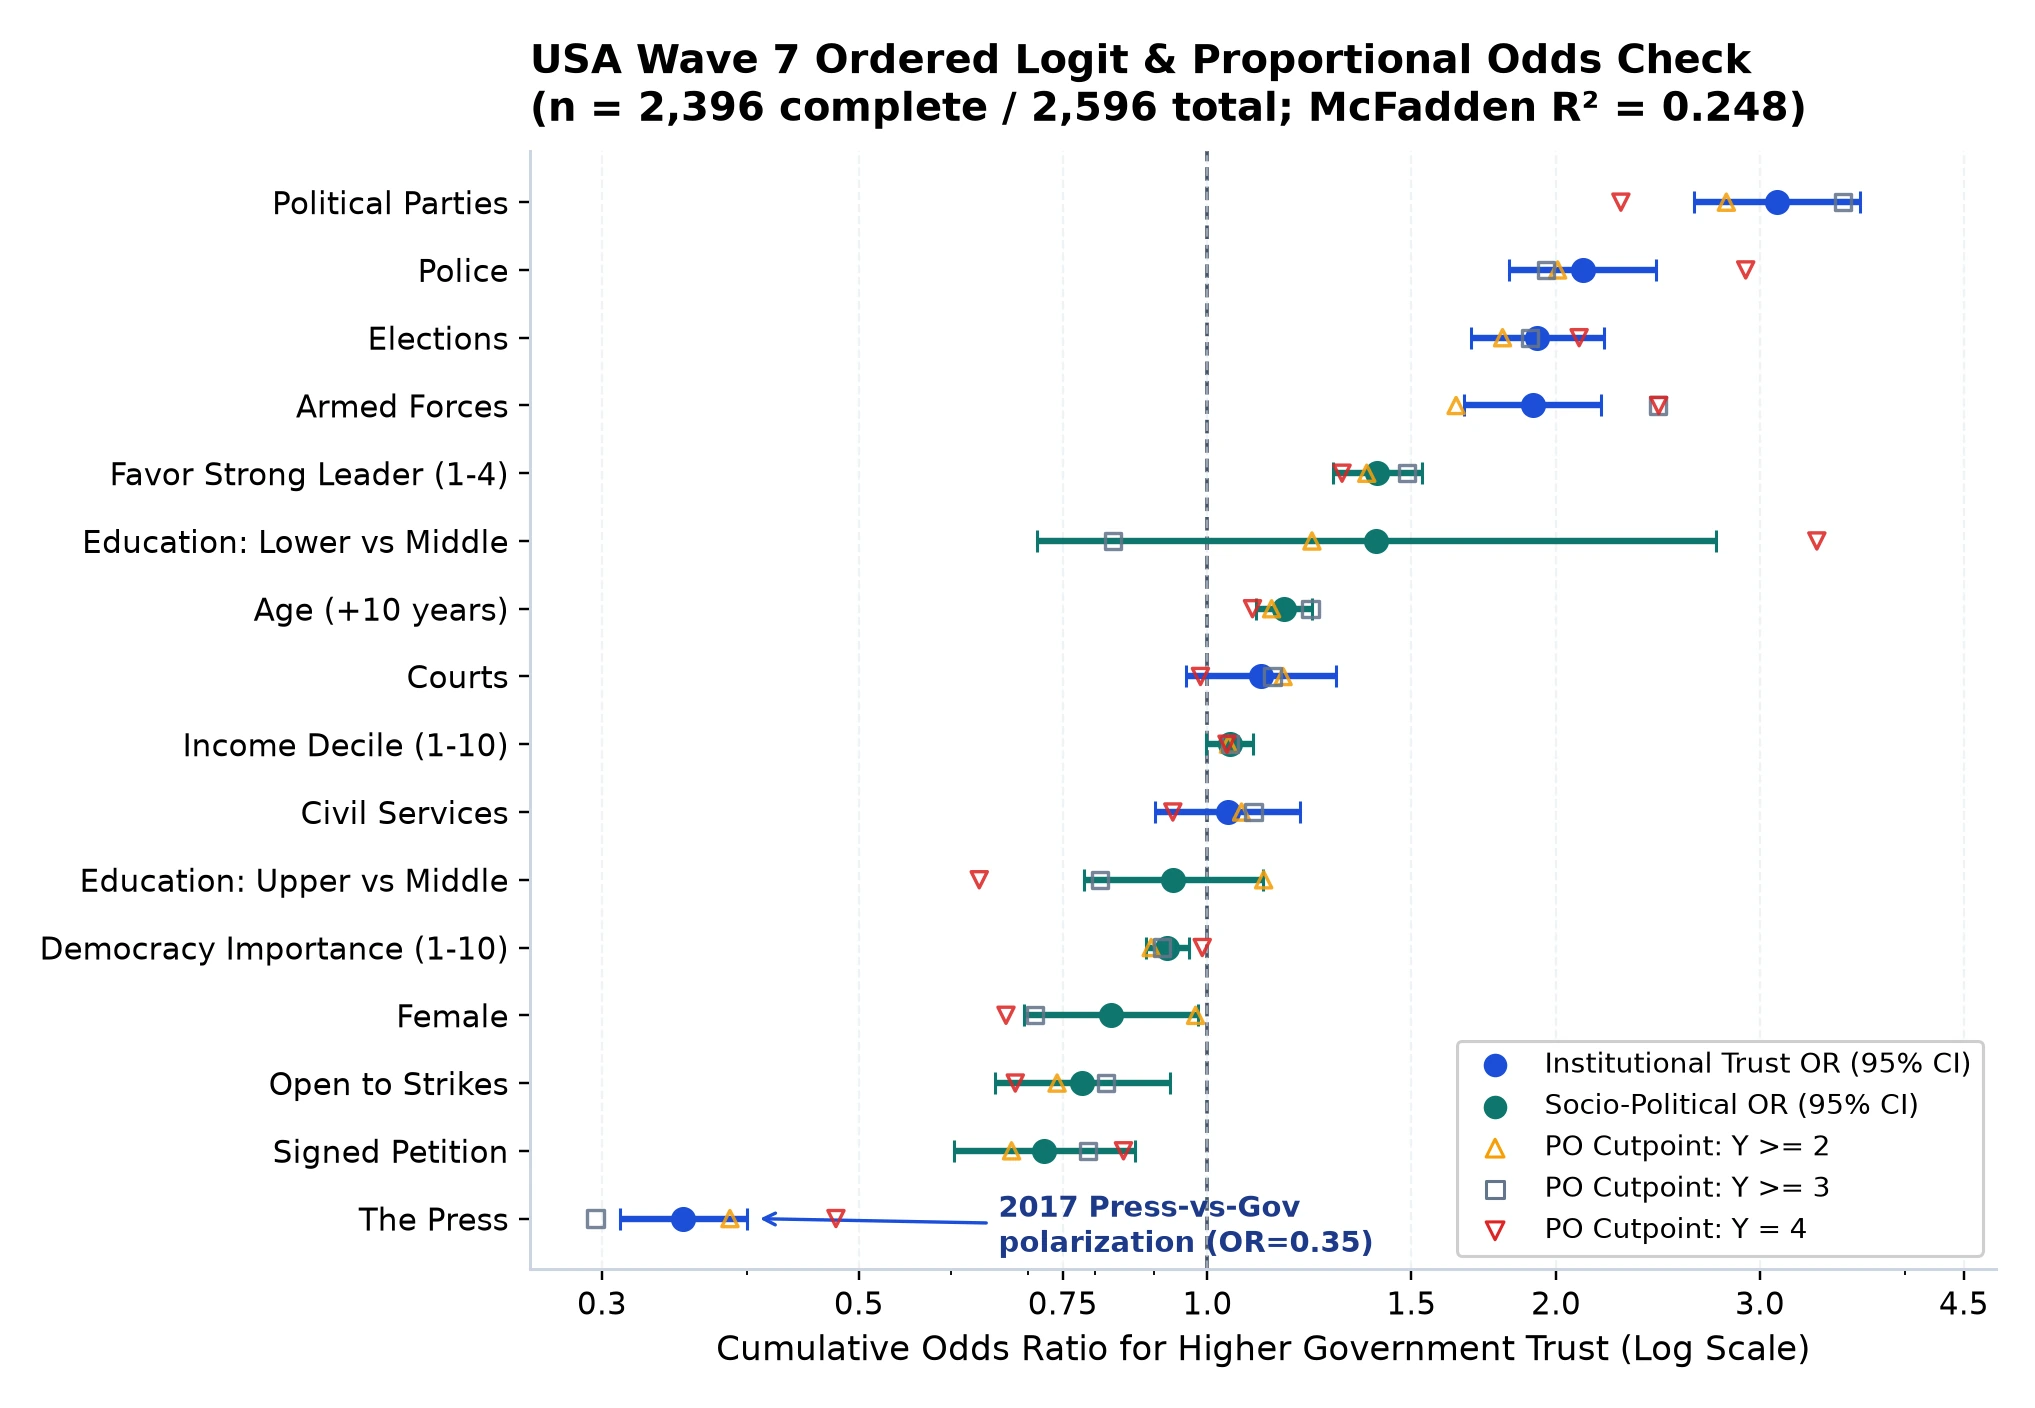 USA Wave 7 Ordered Logit & Proportional Odds Check
(n = 2,396 complete / 2,596 total; McFadden R² = 0.248)
Political Parties
Police
Elections
Armed Forces
Favor Strong Leader (1-4)
Education: Lower vs Middle
Age (+10 years)
Courts
Income Decile (1-10)
Civil Services
Education: Upper vs Middle
Democracy Importance (1-10)
Female
Open to Strikes
Signed Petition
The Press
2017 Press-vs-Gov
polarization (OR=0.35)
Institutional Trust OR (95% CI)
Socio-Political OR (95% CI)
PO Cutpoint: Y >= 2
PO Cutpoint: Y >= 3
PO Cutpoint: Y = 4
0.3 0.5 0.75 1.0 1.5 2.0 3.0 4.5
Cumulative Odds Ratio for Higher Government Trust (Log Scale)